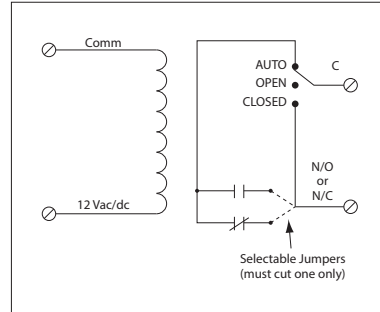 Comm
AUTO
C
OPEN
CLOSED
N/O
or
N/C
12 Vac/dc
Selectable Jumpers
(must cut one only)